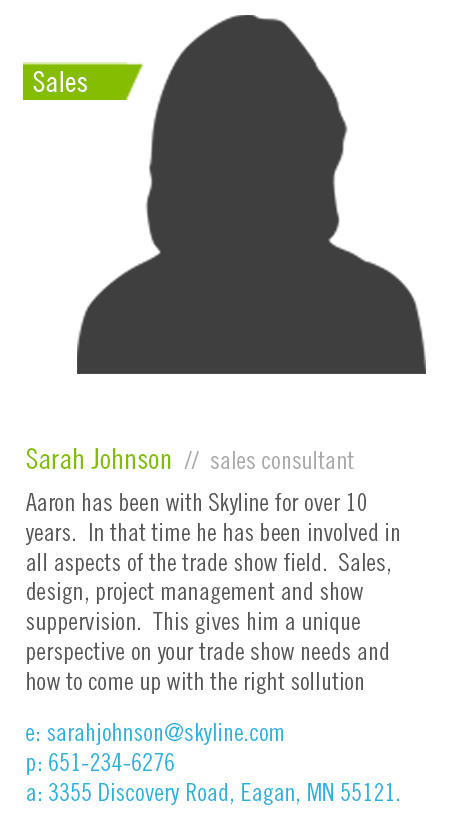 Sales
Sarah Johnson // sales consultant
Aaron has been with Skyline for over 10
years. In that time he has been involved in
all aspects of the trade show field. Sales,
design, project management and show
suppervision. This gives him a unique
perspective on your trade show needs and
how to come up with the right sollution
e: sarahjohnson@skyline.com
p: 651-234-6276
a: 3355 Discovery Road, Eagan, MN 55121.